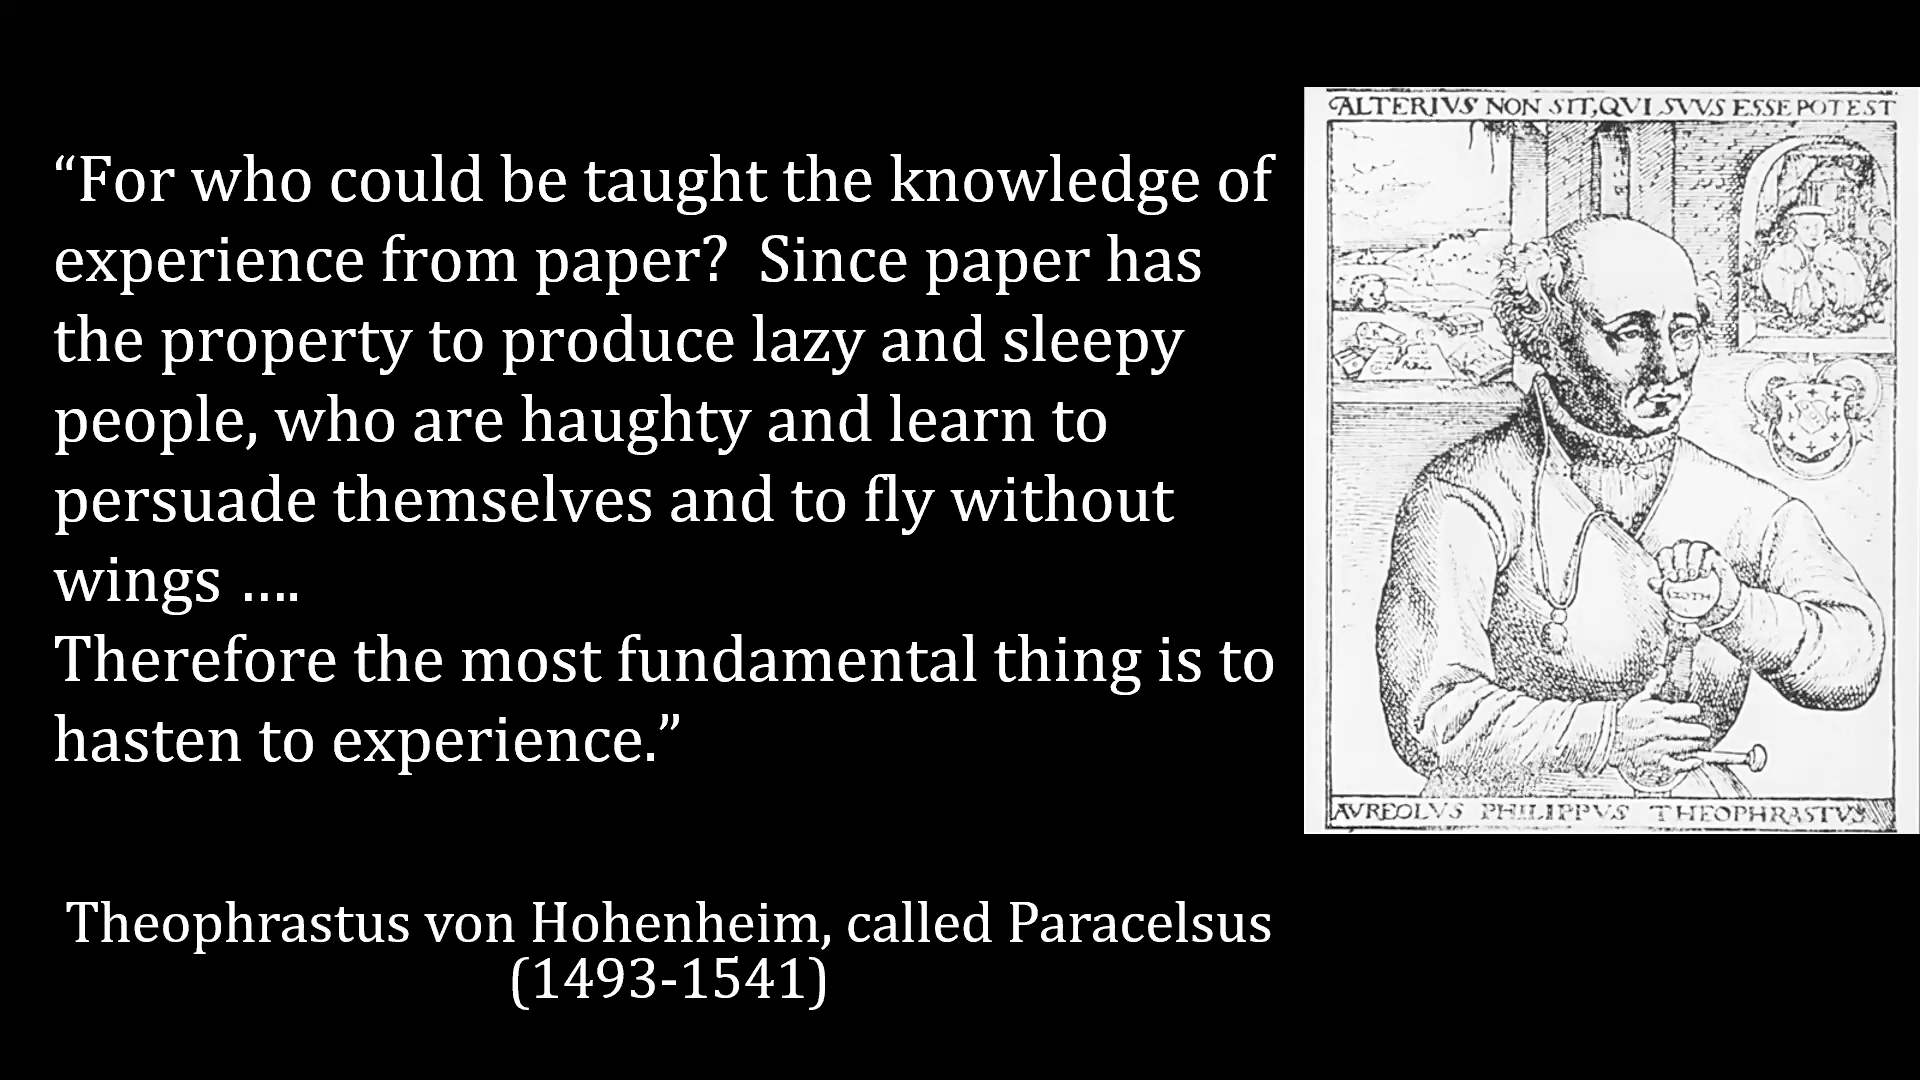 “For who could be taught the knowledge of
experience from paper?  Since paper has
the property to produce lazy and sleepy
people, who are haughty and learn to
persuade themselves and to fly without
wings ....
Therefore the most fundamental thing is to
hasten to experience.”
Theophrastus von Hohenheim, called Paracelsus
(1493-1541)
ALTERIVS NON SIT, QVI SVVS ESSE POTEST
AVREOLVS PHILIPPVS THEOPHRASTVS